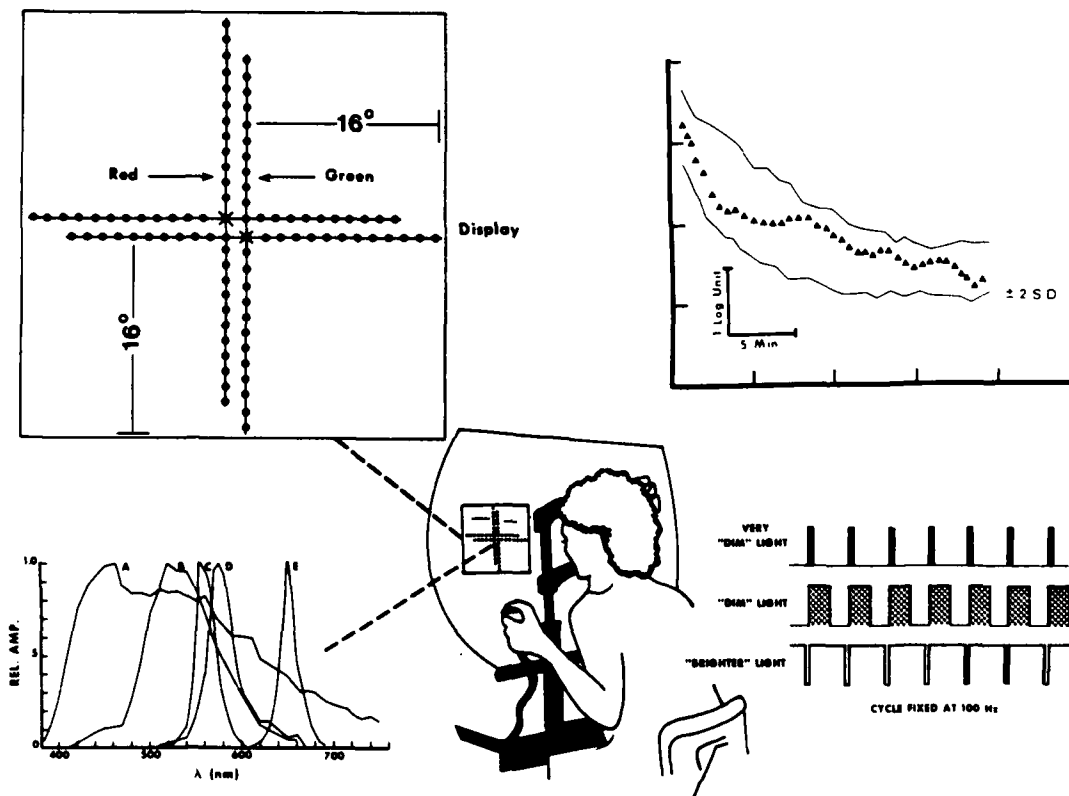 16°
Red
Green
Display
16°
1 Log Unit
5 Min
± 2 S D
1.0
A
B
C
D
E
REL. AMP.
.5
0
400
500
600
700
λ (nm)
VERY
"DIM" LIGHT
"DIM" LIGHT
"BRIGHTER" LIGHT
CYCLE FIXED AT 100 Hz